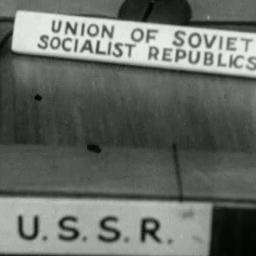 UNION OF SOVIET
SOCIALIST REPUBLICS
U.S.S.R.